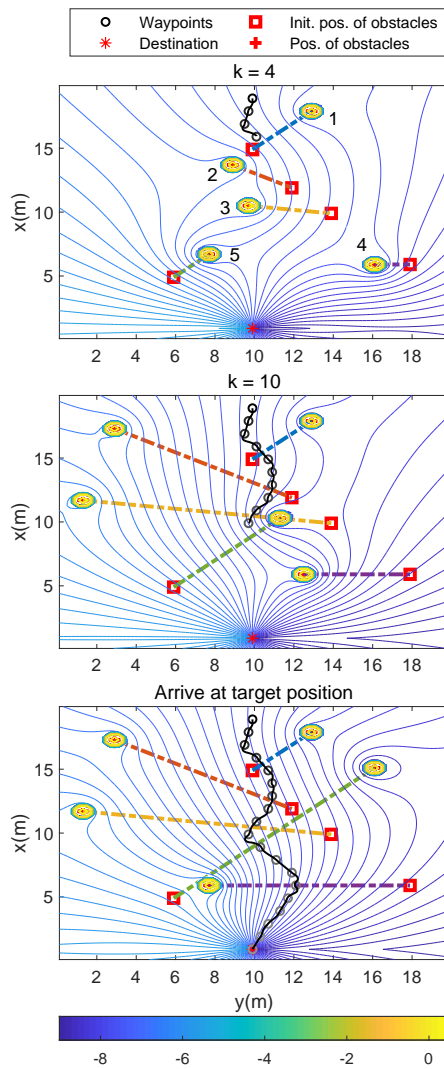 Waypoints Init. pos. of obstacles
Destination Pos. of obstacles
k = 4
1
2
3
4
5
15
10
5
x(m)
2 4 6 8 10 12 14 16 18
k = 10
15
10
5
x(m)
2 4 6 8 10 12 14 16 18
Arrive at target position
15
10
5
x(m)
2 4 6 8 10 12 14 16 18
y(m)
-8 -6 -4 -2 0